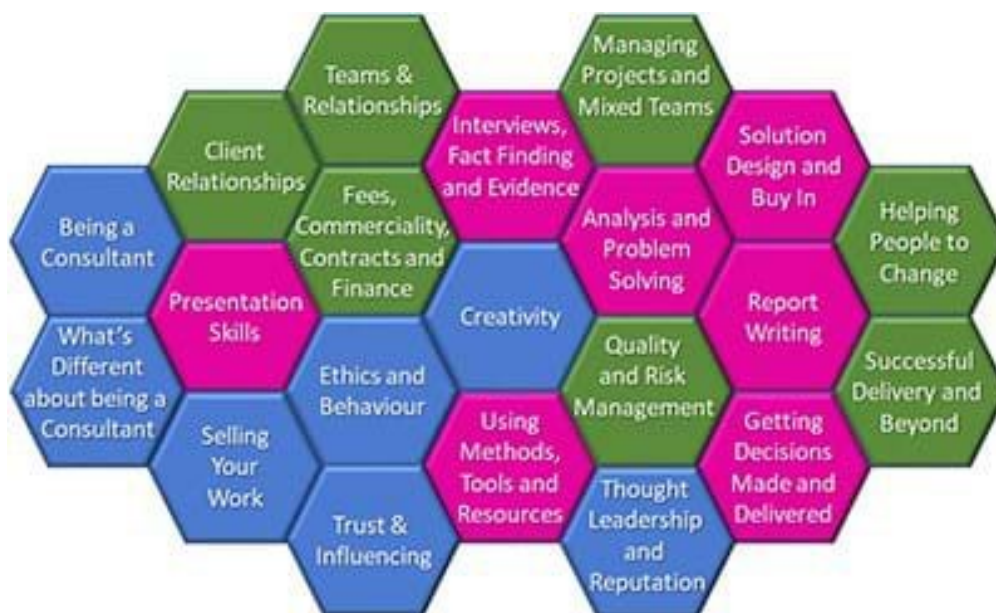 Being a
Consultant
What's
Different
about being a
Consultant
Client
Relationships
Presentation
Skills
Selling
Your
Work
Teams &
Relationships
Fees,
Commerciality,
Contracts and
Finance
Ethics and
Behaviour
Trust &
Influencing
Interviews,
Fact Finding
and Evidence
Creativity
Using
Methods,
Tools and
Resources
Managing
Projects and
Mixed Teams
Analysis and
Problem
Solving
Quality
and Risk
Management
Thought
Leadership
and
Reputation
Solution
Design and
Buy In
Report
Writing
Getting
Decisions
Made and
Delivered
Helping
People to
Change
Successful
Delivery and
Beyond